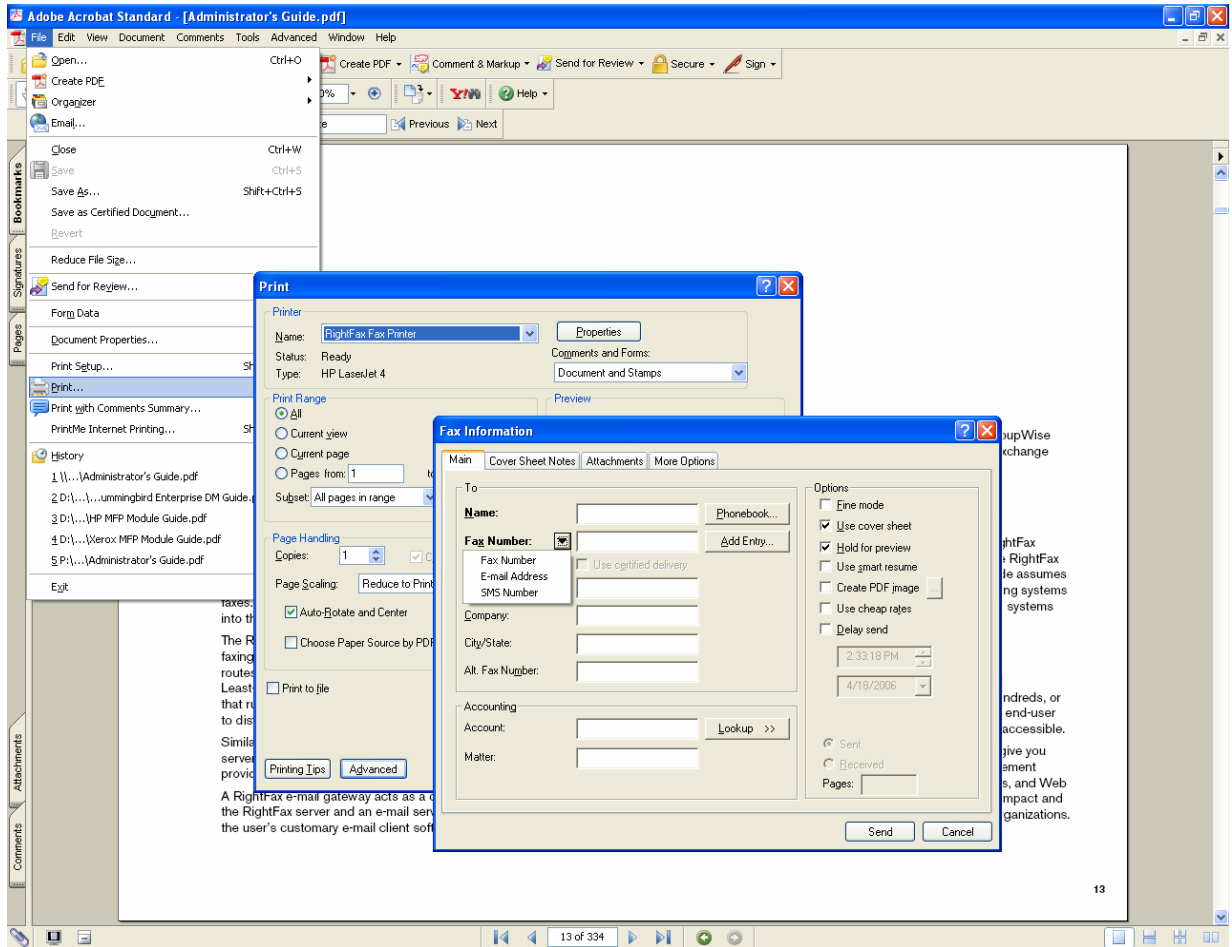 Adobe Acrobat Standard - [Administrator's Guide.pdf]
File Edit View Document Comments Tools Advanced Window Help
Open... Ctrl+O
Create PDF
Organizer
Email...
Close Ctrl+W
Save Ctrl+S
Save As... Shift+Ctrl+S
Save as Certified Document...
Revert
Reduce File Size...
Send for Review...
Form Data
Document Properties...
Print Setup... Sh
Print...
Print with Comments Summary...
PrintMe Internet Printing... Sh
History
1 \\...\Administrator's Guide.pdf
2 D:\...\...ummingbird Enterprise DM Guide.p
3 D:\...\HP MFP Module Guide.pdf
4 D:\...\Xerox MFP Module Guide.pdf
5 P:\...\Administrator's Guide.pdf
Exit
Create PDF Comment & Markup Send for Review Secure Sign
0% Y! Help
te Previous Next
Bookmarks
Signatures
Pages
Attachments
Comments
Print
Printer
Name: RightFax Fax Printer Properties
Status: Ready Comments and Forms:
Type: HP LaserJet 4 Document and Stamps
Print Range Preview
All
Current view
Current page
Pages from: 1 to
Subset: All pages in range
Page Handling
Copies: 1 C
Page Scaling: Reduce to Print
Auto-Rotate and Center
Choose Paper Source by PDF
Print to file
Printing Tips Advanced
Fax Information
Main Cover Sheet Notes Attachments More Options
To
Name: Phonebook...
Fax Number: Add Entry...
Fax Number
E-mail Address
SMS Number
Use certified delivery
Company:
City/State:
Alt. Fax Number:
Accounting
Account: Lookup >>
Matter:
Options
Fine mode
Use cover sheet
Hold for preview
Use smart resume
Create PDF image ...
Use cheap rates
Delay send
2:33:18 PM
4/18/2006
Sent
Received
Pages:
Send Cancel
oupWise
xchange
ghtFax
e RightFax
de assumes
ng systems
systems
faxes.
into th
The R
faxing
routes
Least- ndreds, or
that ru end-user
to dist accessible.
Simila give you
server ement
provid s, and Web
A RightFax e-mail gateway acts as a c mpact and
the RightFax server and an e-mail serv ganizations.
the user's customary e-mail client soft
13
13 of 334